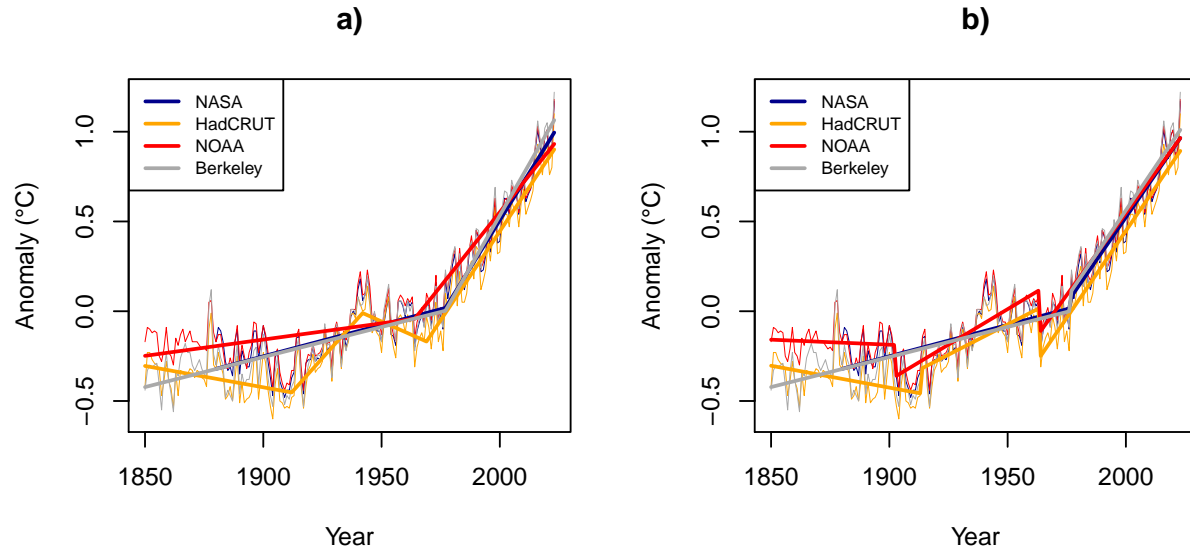 a)
NASA
HadCRUT
NOAA
Berkeley
Anomaly (°C)
1.0
0.5
0.0
−0.5
1850 1900 1950 2000
Year
b)
NASA
HadCRUT
NOAA
Berkeley
Anomaly (°C)
1.0
0.5
0.0
−0.5
1850 1900 1950 2000
Year